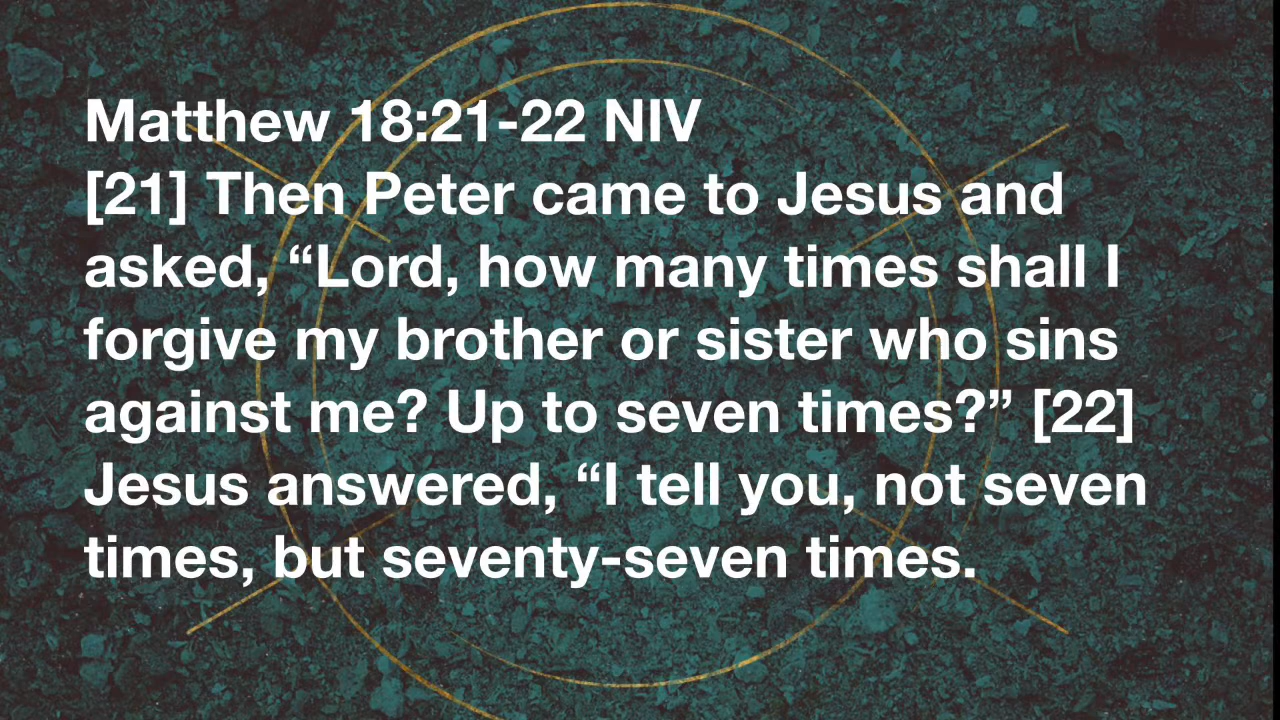 Matthew 18:21-22 NIV
[21] Then Peter came to Jesus and
asked, “Lord, how many times shall I
forgive my brother or sister who sins
against me? Up to seven times?” [22]
Jesus answered, “I tell you, not seven
times, but seventy-seven times.